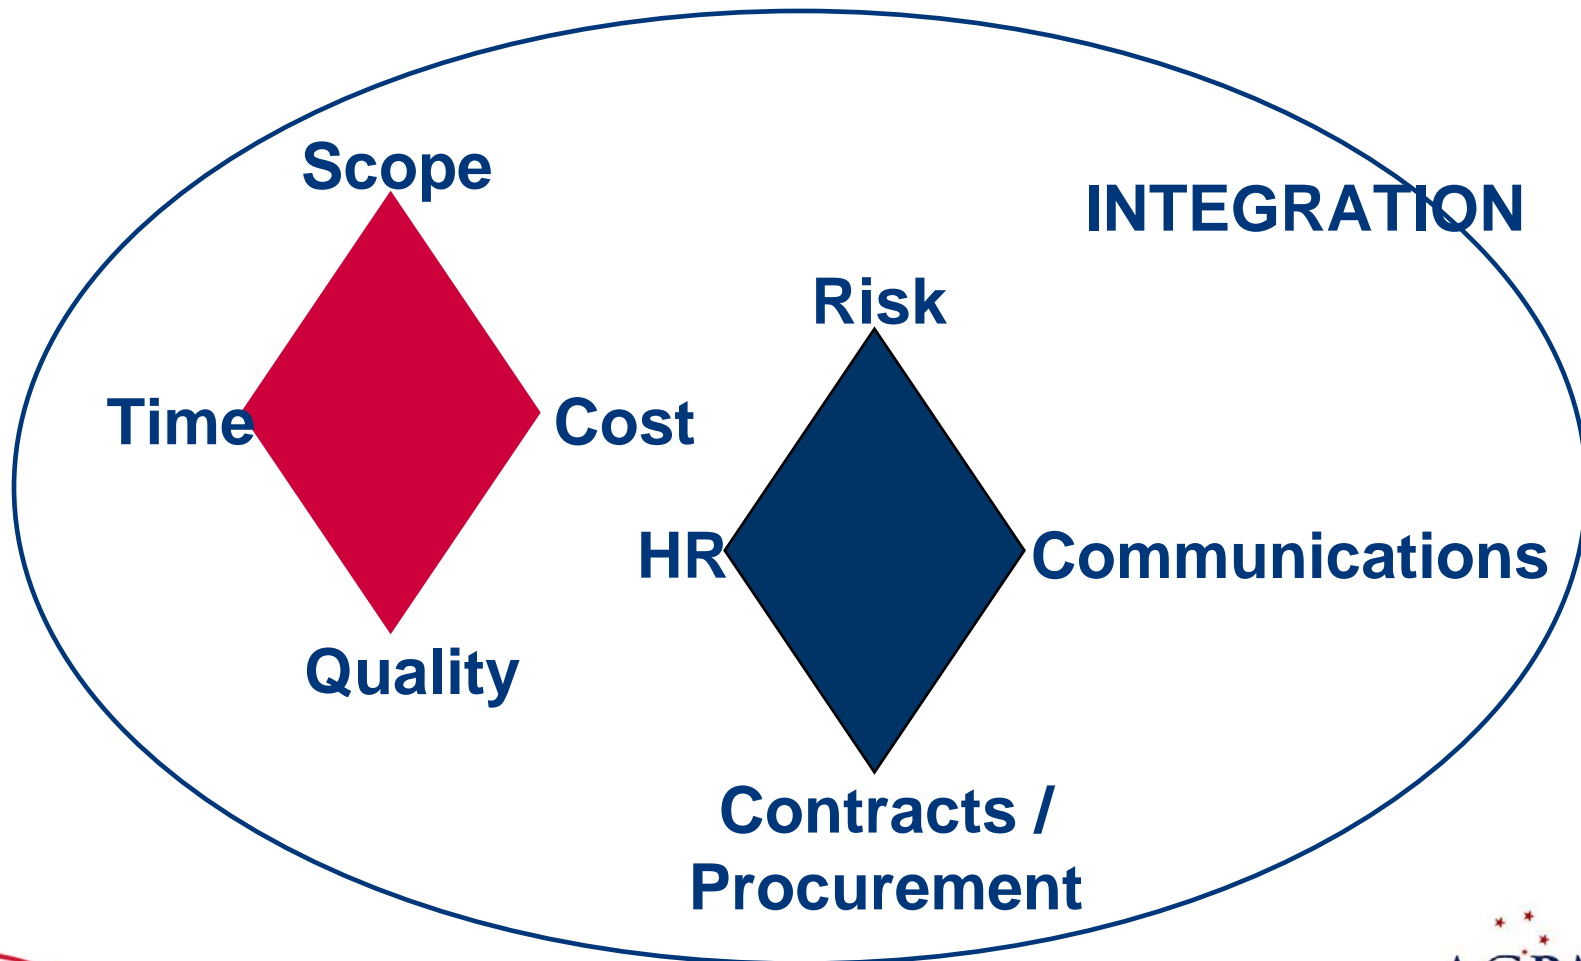 Scope
INTEGRATION
Risk
Time
Cost
HR
Communications
Quality
Contracts /
Procurement